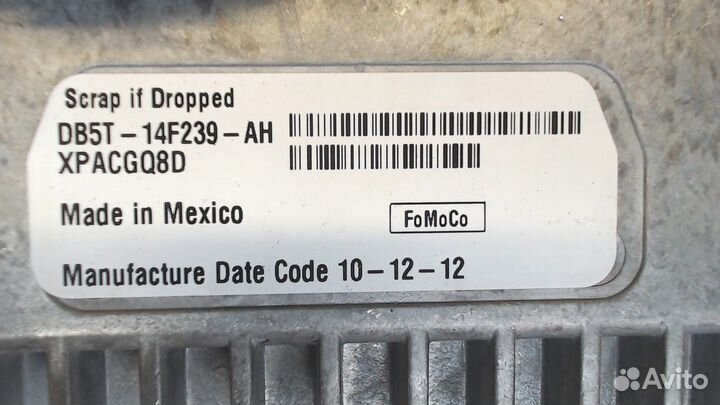 Scrap if Dropped
DB5T-14F239-AH
XPACGQ8D
Made in Mexico
FoMoCo
Manufacture Date Code 10-12-12
Avito